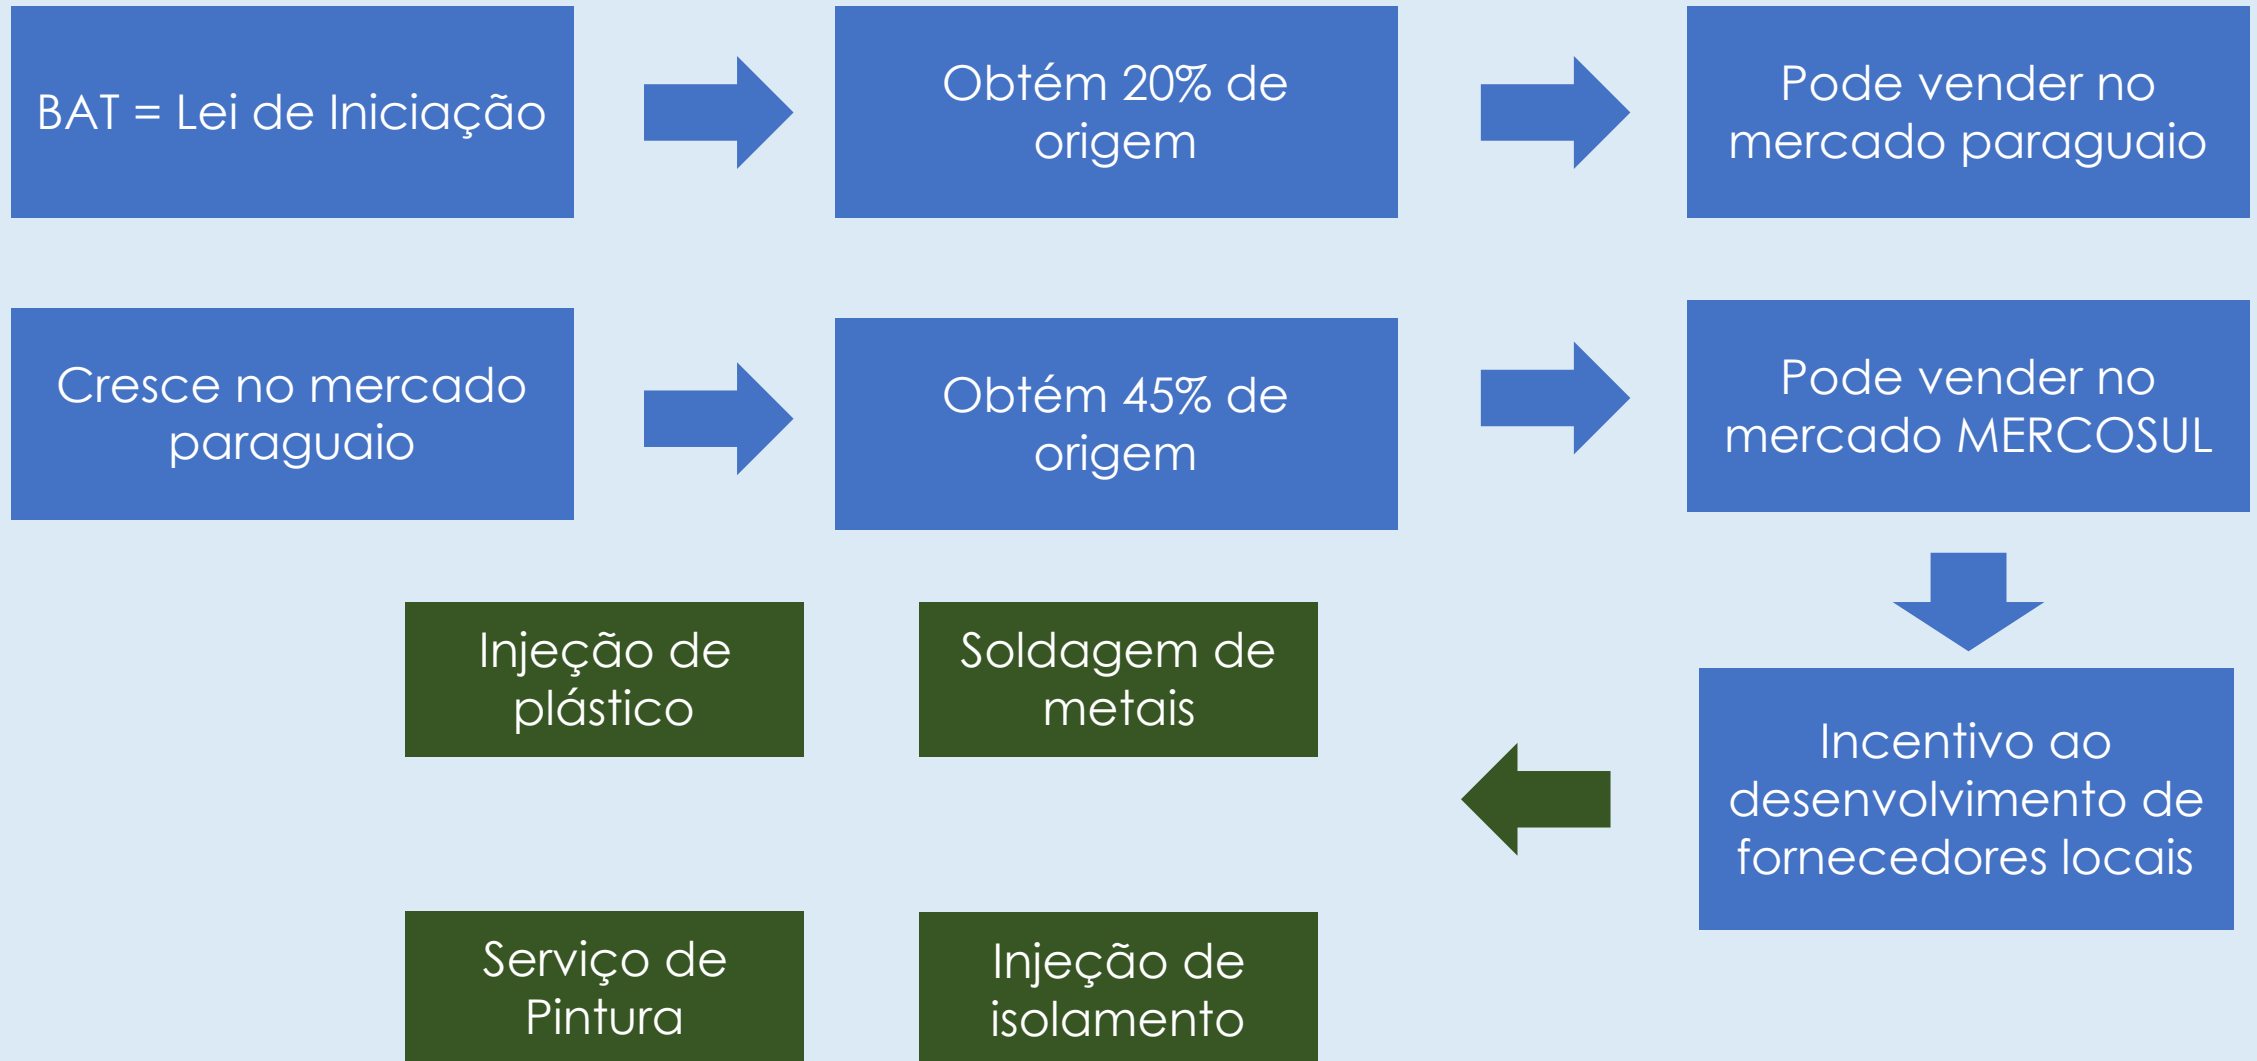 BAT = Lei de Iniciação
Obtém 20% de
origem
Pode vender no
mercado paraguaio
Cresce no mercado
paraguaio
Obtém 45% de
origem
Pode vender no
mercado MERCOSUL
Injeção de
plástico
Soldagem de
metais
Incentivo ao
desenvolvimento de
fornecedores locais
Serviço de
Pintura
Injeção de
isolamento